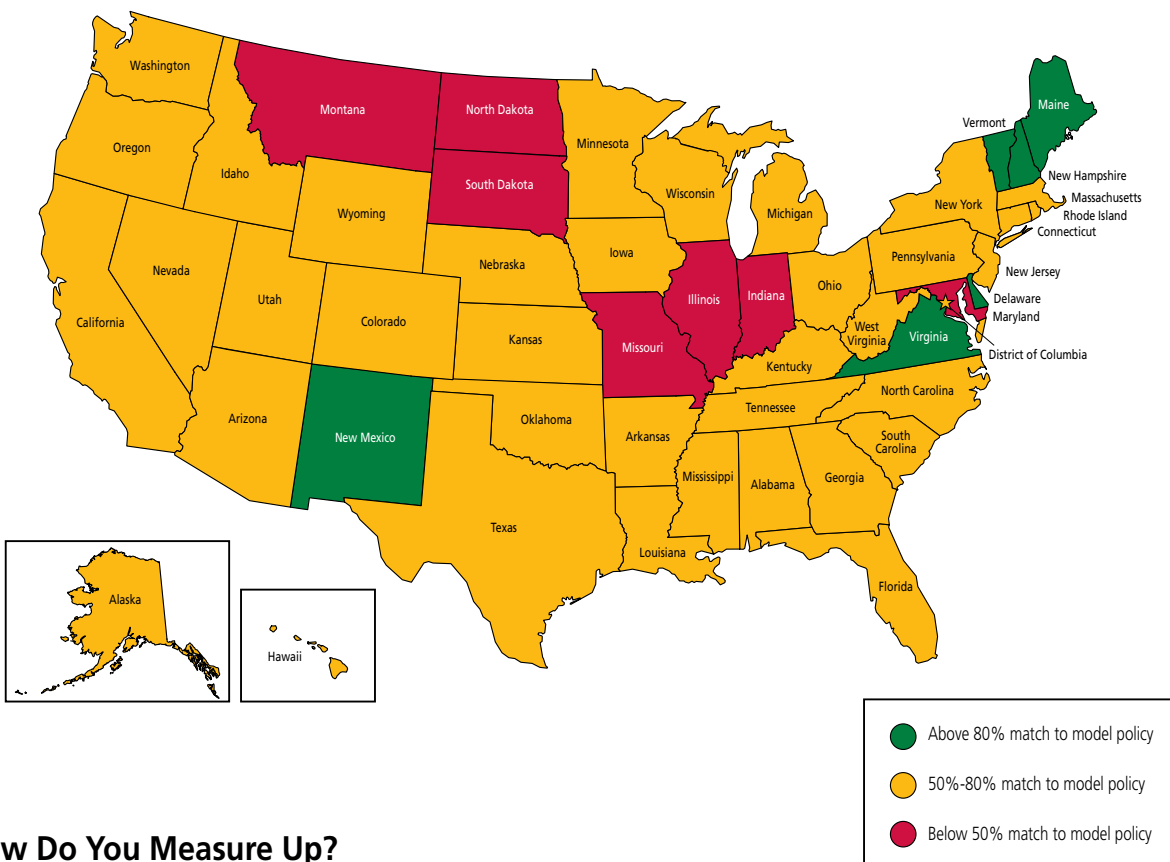 Washington
Oregon
Idaho
Montana
North Dakota
South Dakota
Minnesota
Wisconsin
Michigan
Wyoming
Nebraska
Iowa
Nevada
Utah
Colorado
California
Kansas
Missouri
Illinois
Indiana
Ohio
Kentucky
West
Virginia
Virginia
Pennsylvania
New York
Vermont
Maine
New Hampshire
Massachusetts
Rhode Island
Connecticut
New Jersey
Delaware
Maryland
District of Columbia
Arizona
New Mexico
Oklahoma
Arkansas
Tennessee
North Carolina
South
Carolina
Mississippi
Alabama
Georgia
Texas
Louisiana
Florida
Alaska
Hawaii
Above 80% match to model policy
50%-80% match to model policy
Below 50% match to model policy
w Do You Measure Up?